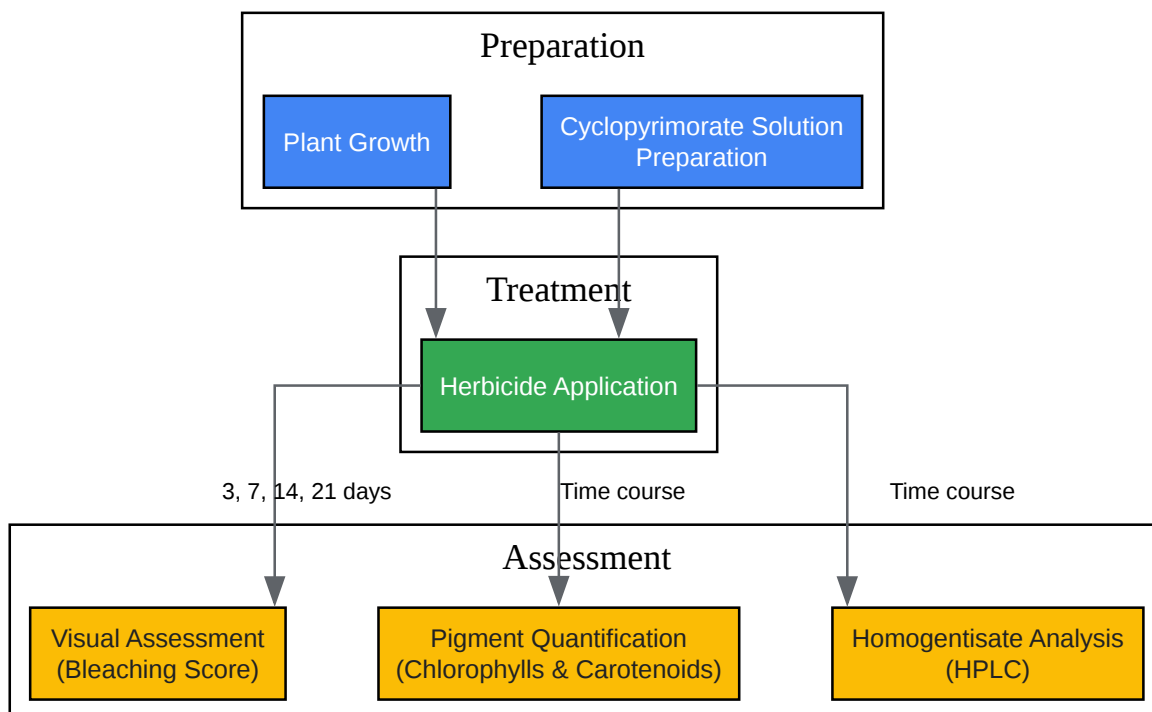 Preparation
Plant Growth
Cyclopyrimorate Solution
Preparation
Treatment
Herbicide Application
3, 7, 14, 21 days
Time course
Time course
Assessment
Visual Assessment
(Bleaching Score)
Pigment Quantification
(Chlorophylls & Carotenoids)
Homogentisate Analysis
(HPLC)